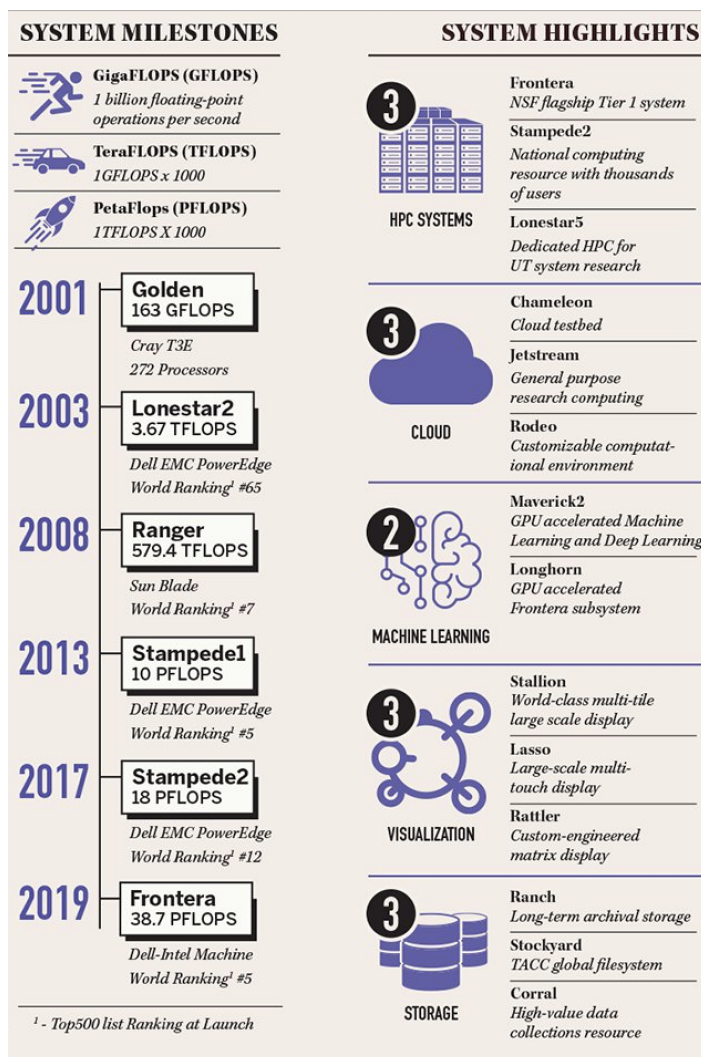 SYSTEM MILESTONES
GigaFLOPS (GFLOPS)
1 billion floating-point
operations per second
TeraFLOPS (TFLOPS)
1GFLOPS x 1000
PetaFlops (PFLOPS)
1TFLOPS X 1000
2001
Golden
163 GFLOPS
Cray T3E
272 Processors
2003
Lonestar2
3.67 TFLOPS
Dell EMC PowerEdge
World Ranking¹ #65
2008
Ranger
579.4 TFLOPS
Sun Blade
World Ranking¹ #7
2013
Stampede1
10 PFLOPS
Dell EMC PowerEdge
World Ranking¹ #5
2017
Stampede2
18 PFLOPS
Dell EMC PowerEdge
World Ranking¹ #12
2019
Frontera
38.7 PFLOPS
Dell-Intel Machine
World Ranking¹ #5
¹ - Top500 list Ranking at Launch
SYSTEM HIGHLIGHTS
3
HPC SYSTEMS
Frontera
NSF flagship Tier 1 system
Stampede2
National computing
resource with thousands
of users
Lonestar5
Dedicated HPC for
UT system research
3
CLOUD
Chameleon
Cloud testbed
Jetstream
General purpose
research computing
Rodeo
Customizable computat-
ional environment
2
MACHINE LEARNING
Maverick2
GPU accelerated Machine
Learning and Deep Learning
Longhorn
GPU accelerated
Frontera subsystem
3
VISUALIZATION
Stallion
World-class multi-tile
large scale display
Lasso
Large-scale multi-
touch display
Rattler
Custom-engineered
matrix display
3
STORAGE
Ranch
Long-term archival storage
Stockyard
TACC global filesystem
Corral
High-value data
collections resource